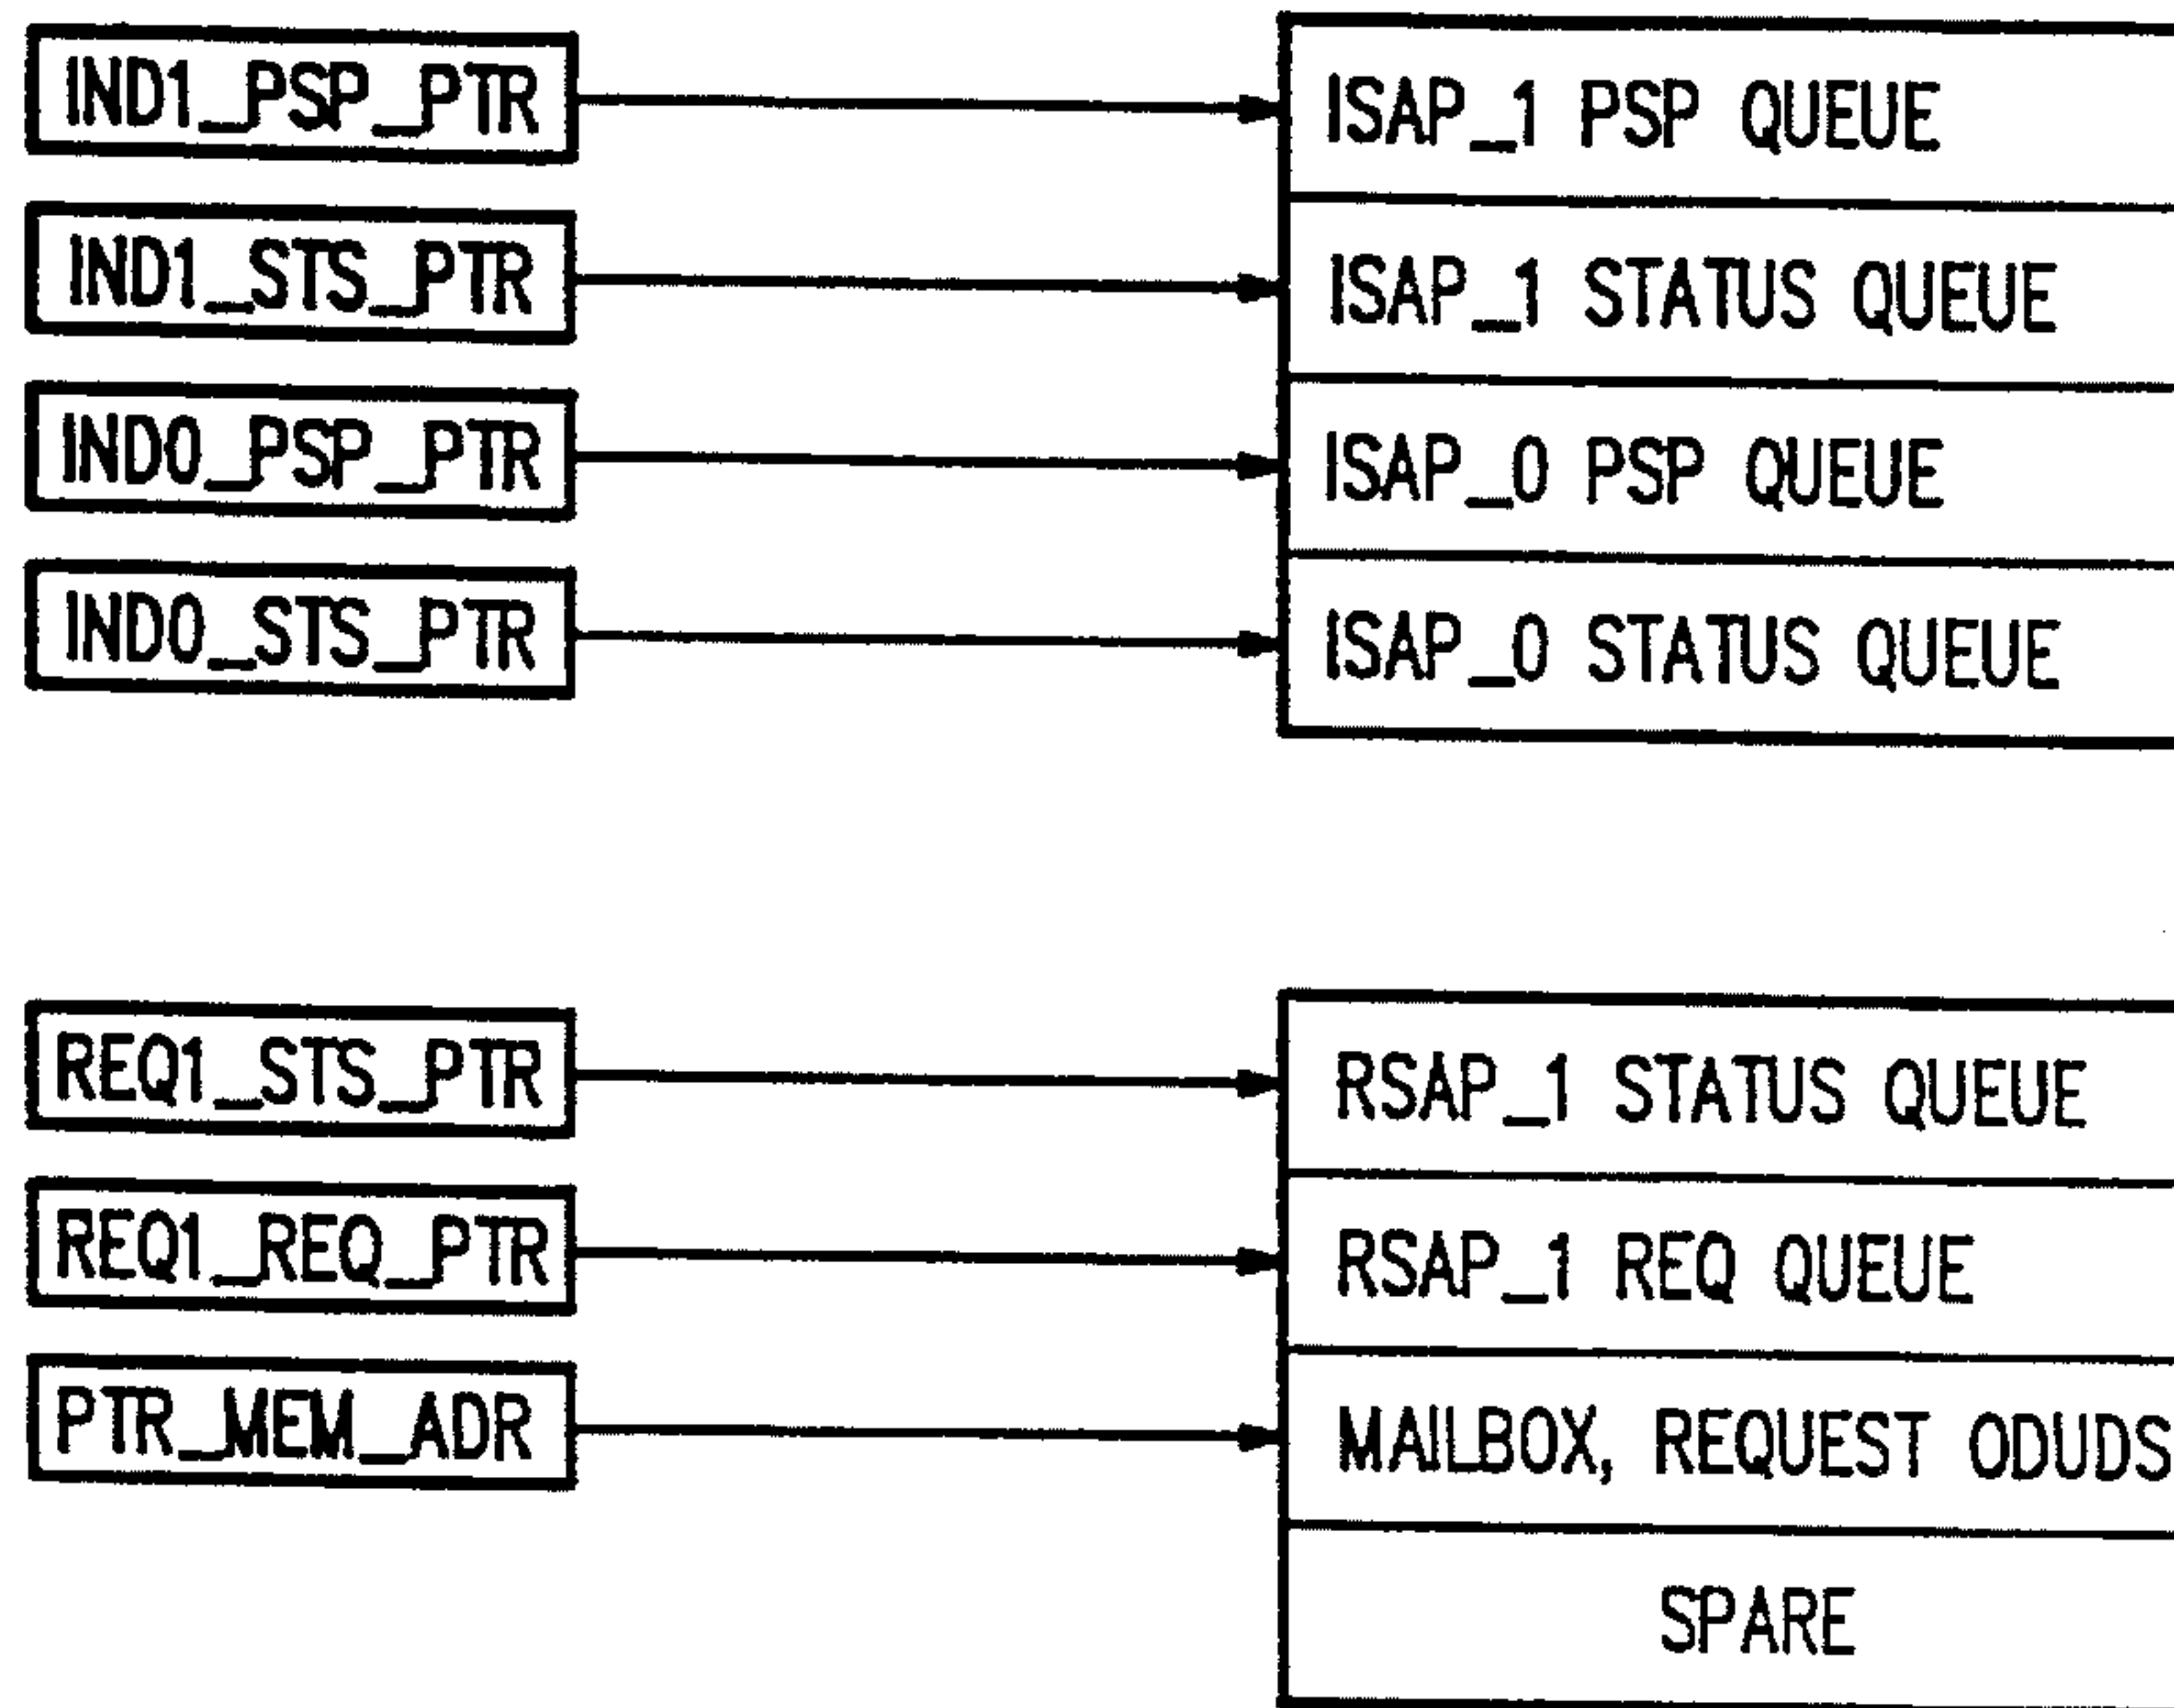 IND1_PSP_PTR ISAP_1 PSP QUEUE
IND1_STS_PTR ISAP_1 STATUS QUEUE
IND0_PSP_PTR ISAP_0 PSP QUEUE
IND0_STS_PTR ISAP_0 STATUS QUEUE
REQ1_STS_PTR RSAP_1 STATUS QUEUE
REQ1_REQ_PTR RSAP_1 REQ QUEUE
PTR_MEM_ADR MAILBOX, REQUEST ODUDS
SPARE